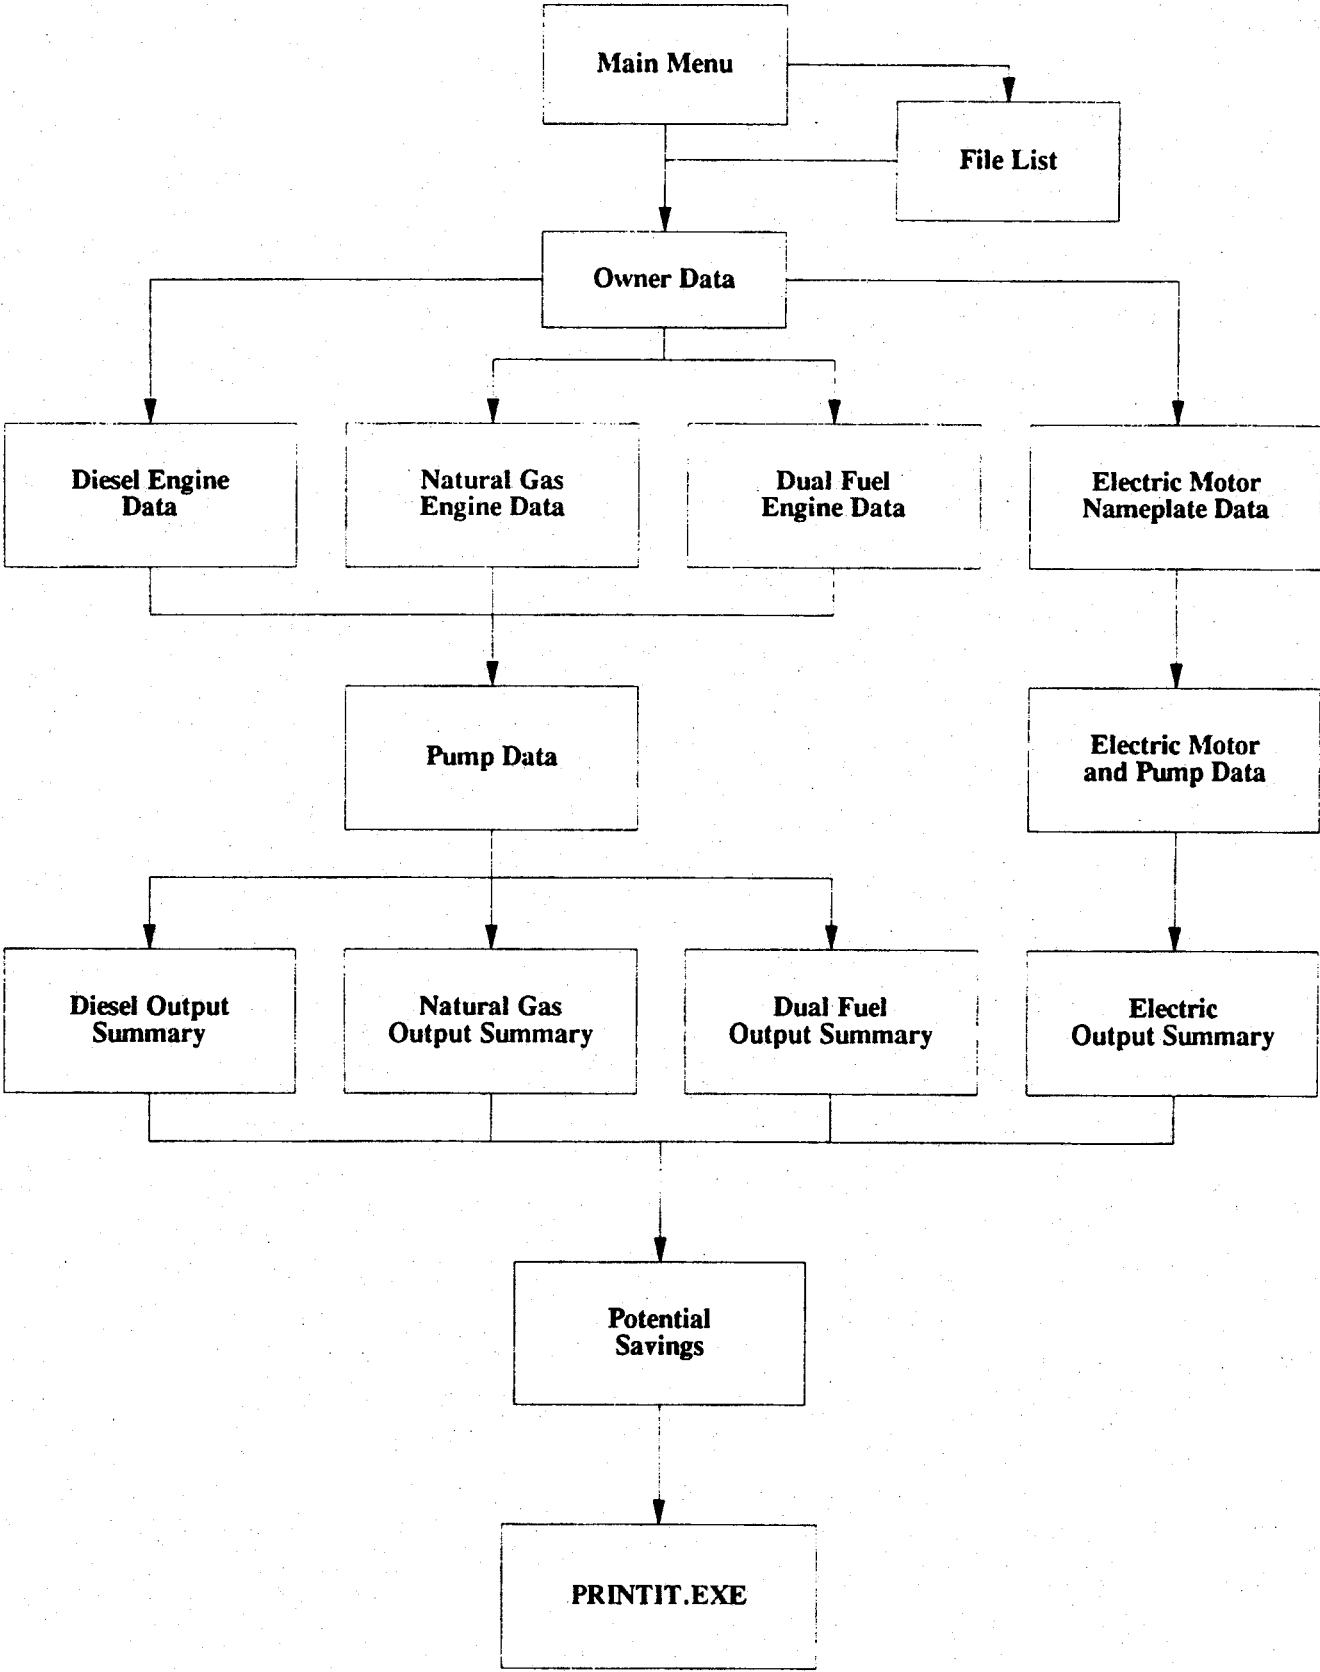 Main Menu
File List
Owner Data
Diesel Engine
Data
Natural Gas
Engine Data
Dual Fuel
Engine Data
Electric Motor
Nameplate Data
Pump Data
Electric Motor
and Pump Data
Diesel Output
Summary
Natural Gas
Output Summary
Dual Fuel
Output Summary
Electric
Output Summary
Potential
Savings
PRINTIT.EXE